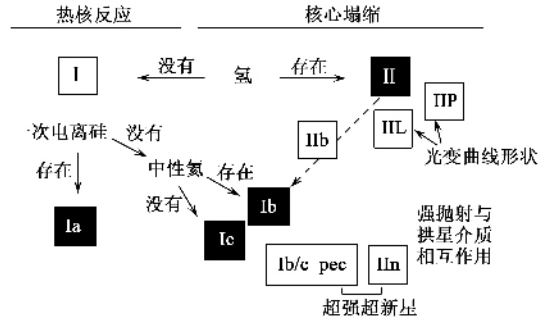 热核反应 核心塌缩
I 没有 氢 存在 II
IIP
IIL
一次电离硅 没有 IIb 光变曲线形状
存在 中性氦 存在
没有 Ib
Ia Ic 强抛射与
拱星介质
相互作用
Ib/c pec IIn
超强超新星